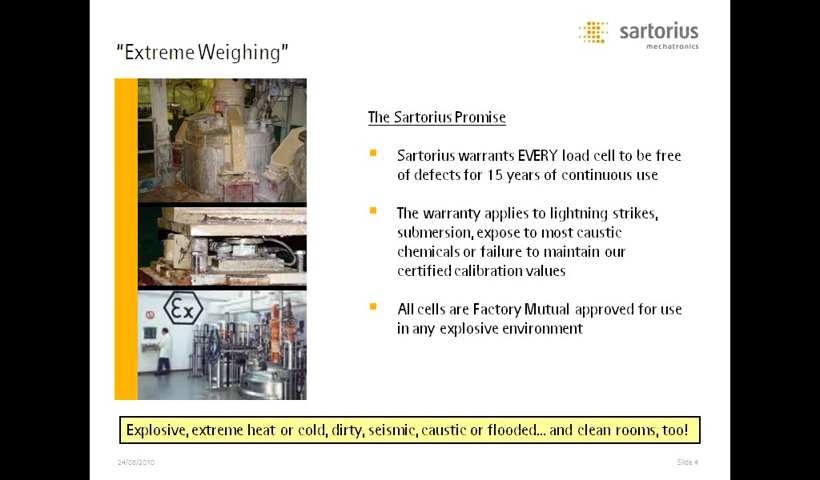 "Extreme Weighing"
sartorius
mechatronics
The Sartorius Promise
Sartorius warrants EVERY load cell to be free
of defects for 15 years of continuous use
The warranty applies to lightning strikes,
submersion, expose to most caustic
chemicals or failure to maintain our
certified calibration values
All cells are Factory Mutual approved for use
in any explosive environment
Ex
Explosive, extreme heat or cold, dirty, seismic, caustic or flooded... and clean rooms, too!
24/06/2010
Slide 4